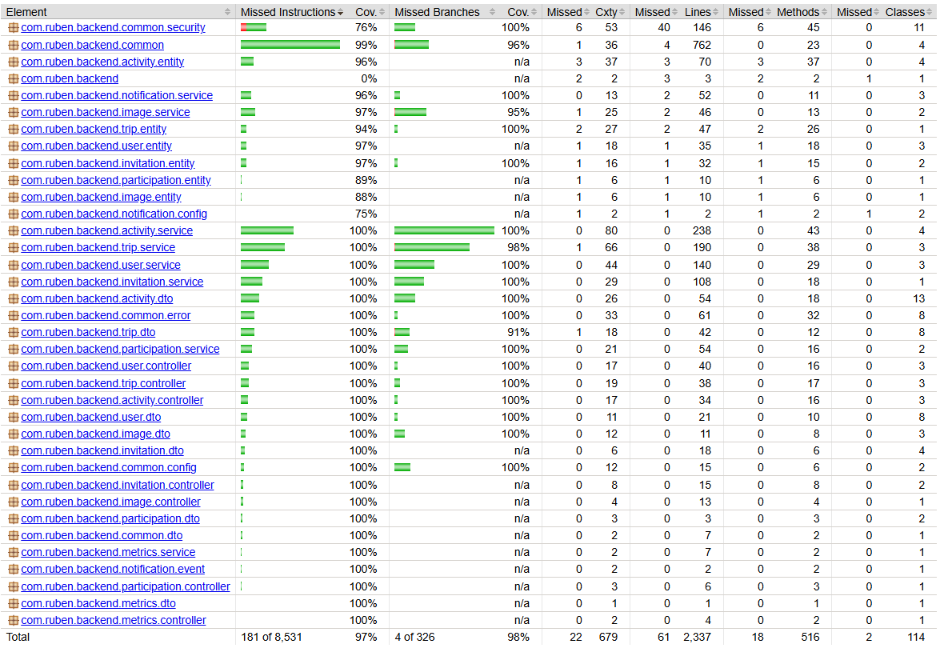 Element Missed Instructions Cov. Missed Branches Cov. Missed Cxty Missed Lines Missed Methods Missed Classes
com.ruben.backend.common.security 76% 100% 6 53 40 146 6 45 0 11
com.ruben.backend.common 99% 96% 1 36 4 762 0 23 0 4
com.ruben.backend.activity.entity 96% n/a 3 37 3 70 3 37 0 4
com.ruben.backend 0% n/a 2 2 3 3 2 2 1 1
com.ruben.backend.notification.service 96% 100% 0 13 2 52 0 11 0 3
com.ruben.backend.image.service 97% 95% 1 25 2 46 0 13 0 2
com.ruben.backend.trip.entity 94% 100% 2 27 2 47 2 26 0 1
com.ruben.backend.user.entity 97% n/a 1 18 1 35 1 18 0 3
com.ruben.backend.invitation.entity 97% 100% 1 16 1 32 1 15 0 2
com.ruben.backend.participation.entity 89% n/a 1 6 1 10 1 6 0 1
com.ruben.backend.image.entity 88% n/a 1 6 1 10 1 6 0 1
com.ruben.backend.notification.config 75% n/a 1 2 1 2 1 2 1 2
com.ruben.backend.activity.service 100% 100% 0 80 0 238 0 43 0 4
com.ruben.backend.trip.service 100% 98% 1 66 0 190 0 38 0 3
com.ruben.backend.user.service 100% 100% 0 44 0 140 0 29 0 3
com.ruben.backend.invitation.service 100% 100% 0 29 0 108 0 18 0 1
com.ruben.backend.activity.dto 100% 100% 0 26 0 54 0 18 0 13
com.ruben.backend.common.error 100% 100% 0 33 0 61 0 32 0 8
com.ruben.backend.trip.dto 100% 91% 1 18 0 42 0 12 0 8
com.ruben.backend.participation.service 100% 100% 0 21 0 54 0 16 0 2
com.ruben.backend.user.controller 100% 100% 0 17 0 40 0 16 0 3
com.ruben.backend.trip.controller 100% 100% 0 19 0 38 0 17 0 3
com.ruben.backend.activity.controller 100% 100% 0 17 0 34 0 16 0 3
com.ruben.backend.user.dto 100% 100% 0 11 0 21 0 10 0 8
com.ruben.backend.image.dto 100% 100% 0 12 0 11 0 8 0 3
com.ruben.backend.invitation.dto 100% n/a 0 6 0 18 0 6 0 4
com.ruben.backend.common.config 100% 100% 0 12 0 15 0 6 0 2
com.ruben.backend.invitation.controller 100% n/a 0 8 0 15 0 8 0 2
com.ruben.backend.image.controller 100% n/a 0 4 0 13 0 4 0 1
com.ruben.backend.participation.dto 100% n/a 0 3 0 3 0 3 0 2
com.ruben.backend.common.dto 100% n/a 0 2 0 7 0 2 0 1
com.ruben.backend.metrics.service 100% n/a 0 2 0 7 0 2 0 1
com.ruben.backend.notification.event 100% n/a 0 2 0 2 0 2 0 1
com.ruben.backend.participation.controller 100% n/a 0 3 0 6 0 3 0 1
com.ruben.backend.metrics.dto 100% n/a 0 1 0 1 0 1 0 1
com.ruben.backend.metrics.controller 100% n/a 0 2 0 4 0 2 0 1
Total 181 of 8,531 97% 4 of 326 98% 22 679 61 2,337 18 516 2 114